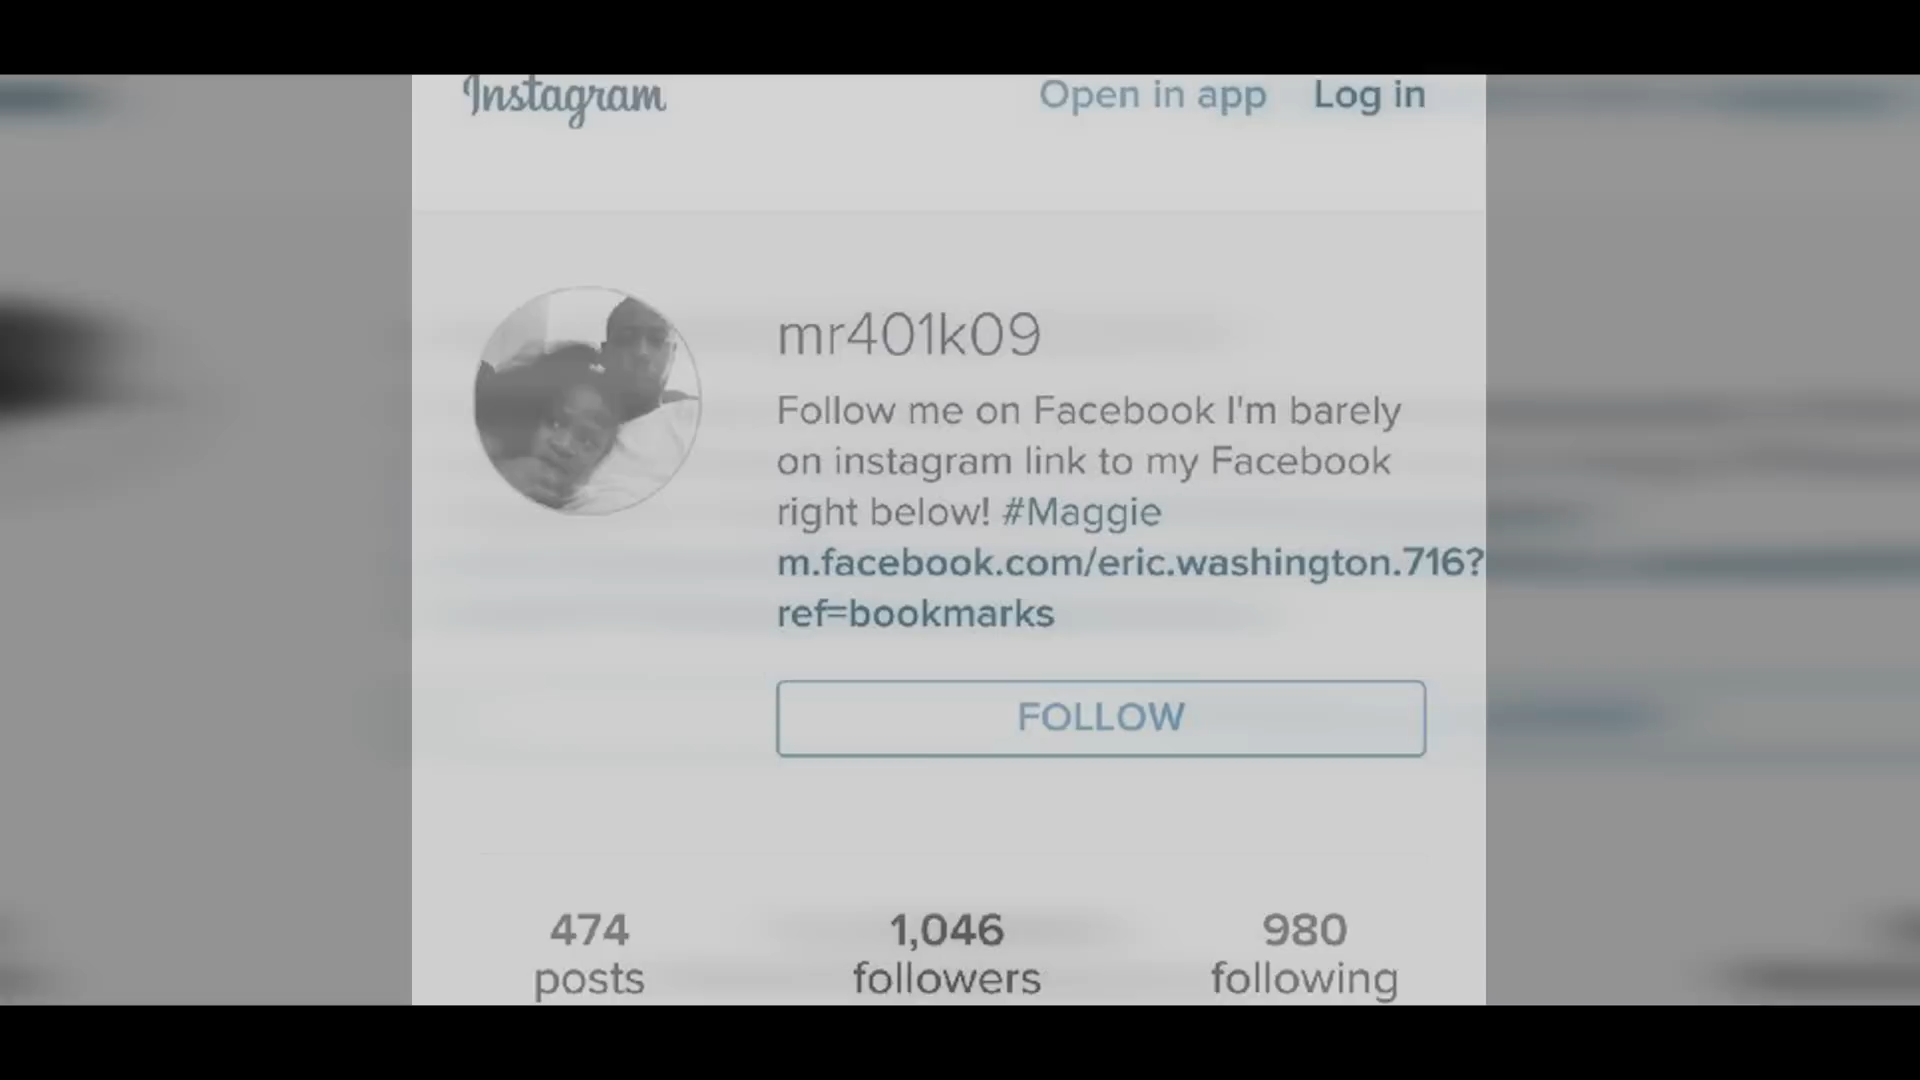 Instagram
Open in app Log in
mr401k09
Follow me on Facebook I'm barely
on instagram link to my Facebook
right below! #Maggie
m.facebook.com/eric.washington.716?
ref=bookmarks
FOLLOW
474 1,046 980
posts followers following